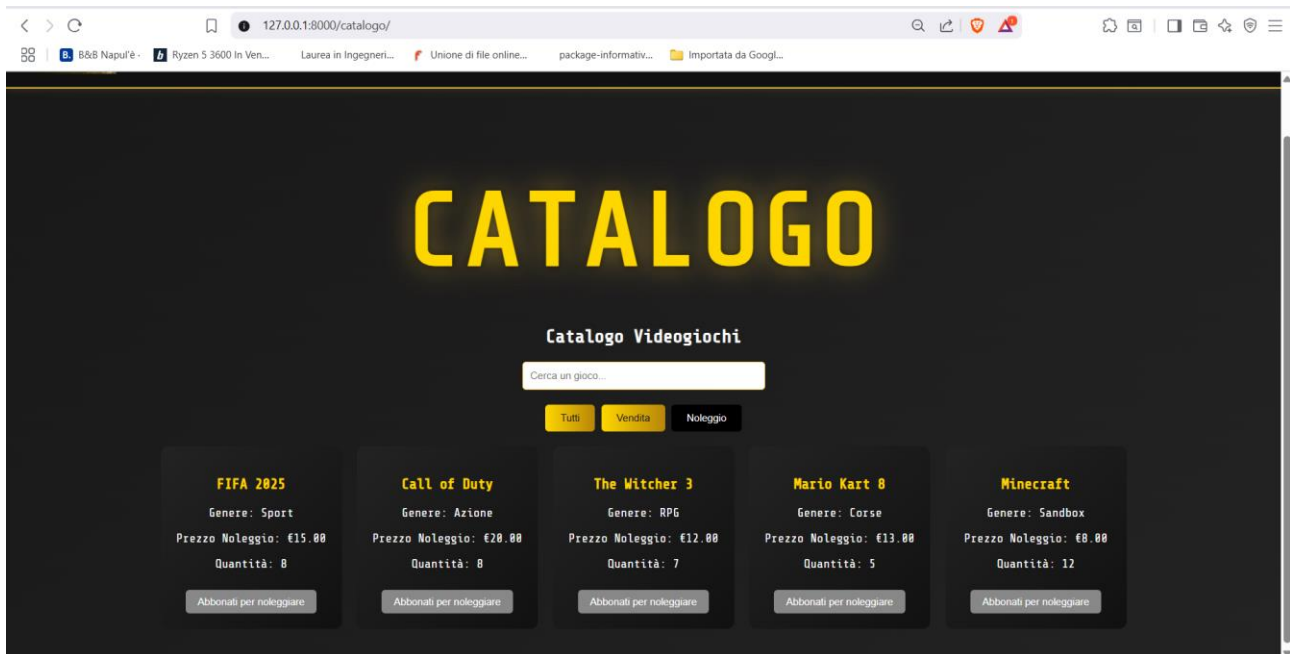 127.0.0.1:8000/catalogo/
B&B Napul'è -
Ryzen 5 3600 In Ven...
Laurea in Ingegneri...
Unione di file online...
package-informativ...
Importata da Googl...
CATALOGO
Catalogo Videogiochi
Cerca un gioco...
Tutti Vendita Noleggio
FIFA 2025
Genere: Sport
Prezzo Noleggio: €15.00
Quantità: 8
Abbonati per noleggiare
Call of Duty
Genere: Azione
Prezzo Noleggio: €20.00
Quantità: 8
Abbonati per noleggiare
The Witcher 3
Genere: RPG
Prezzo Noleggio: €12.00
Quantità: 7
Abbonati per noleggiare
Mario Kart 8
Genere: Corse
Prezzo Noleggio: €13.00
Quantità: 5
Abbonati per noleggiare
Minecraft
Genere: Sandbox
Prezzo Noleggio: €8.00
Quantità: 12
Abbonati per noleggiare